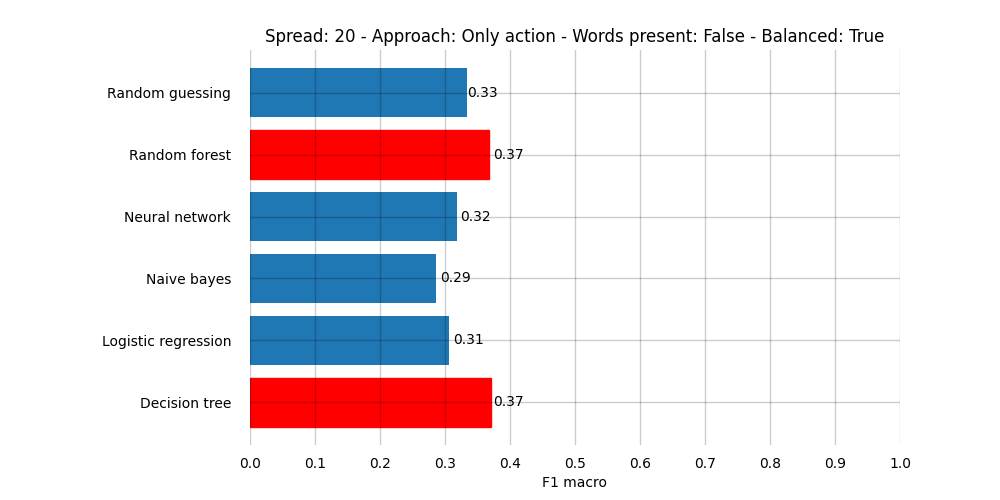 Spread: 20 - Approach: Only action - Words present: False - Balanced: True
Random guessing 0.33
Random forest 0.37
Neural network 0.32
Naive bayes 0.29
Logistic regression 0.31
Decision tree 0.37
0.0 0.1 0.2 0.3 0.4 0.5 0.6 0.7 0.8 0.9 1.0
F1 macro